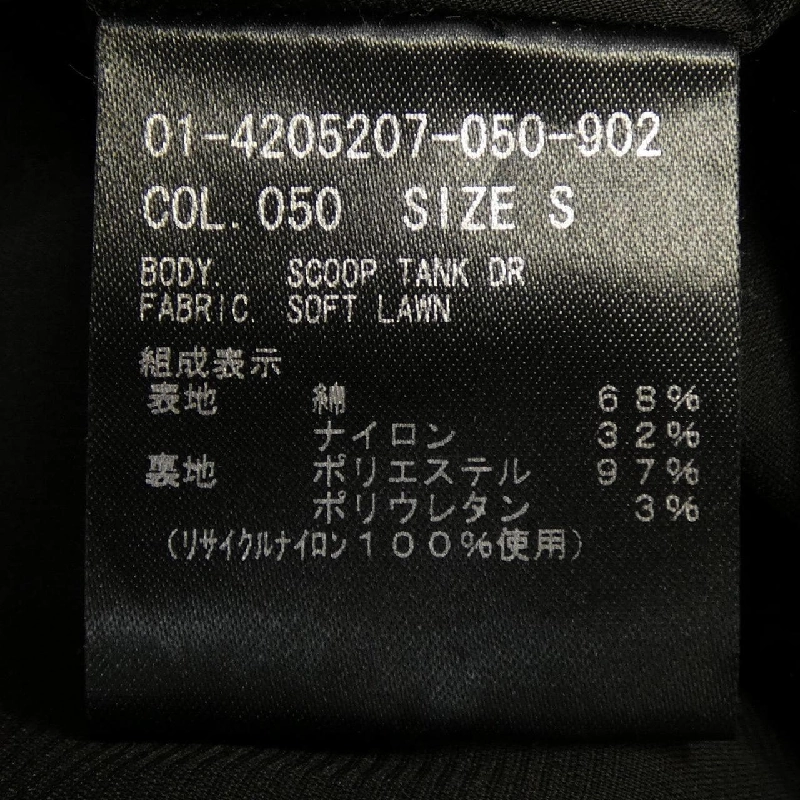 01-4205207-050-902
COL. 050 SIZE S
BODY. SCOOP TANK DR
FABRIC. SOFT LAWN
組成表示
表地 綿 68%
ナイロン 32%
裏地 ポリエステル 97%
ポリウレタン 3%
(リサイクルナイロン100%使用)